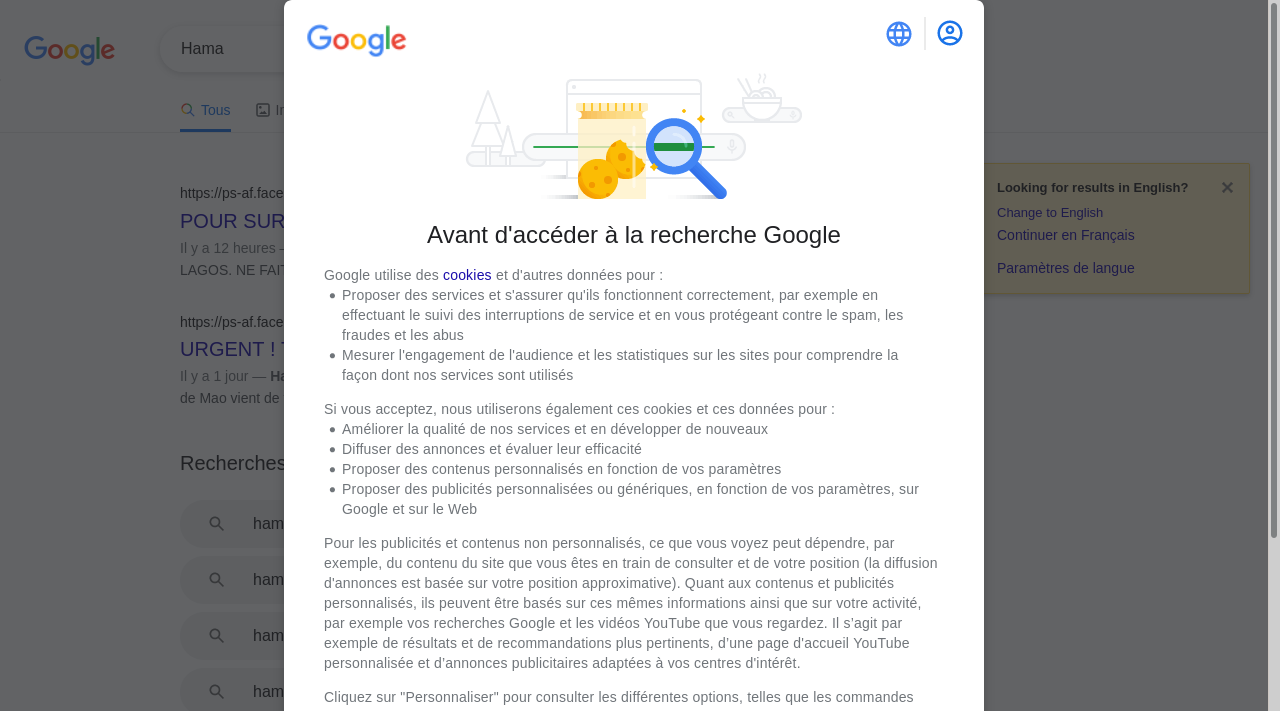 Google
Hama
Tous
https://ps-af.face
POUR SUR
Il y a 12 heures —
LAGOS. NE FAI
https://ps-af.face
URGENT !
Il y a 1 jour — Ha
de Mao vient de
Recherches
ham
ham
ham
ham
Google
Avant d'accéder à la recherche Google
Google utilise des cookies et d'autres données pour :
• Proposer des services et s'assurer qu'ils fonctionnent correctement, par exemple en
effectuant le suivi des interruptions de service et en vous protégeant contre le spam, les
fraudes et les abus
• Mesurer l'engagement de l'audience et les statistiques sur les sites pour comprendre la
façon dont nos services sont utilisés
Si vous acceptez, nous utiliserons également ces cookies et ces données pour :
• Améliorer la qualité de nos services et en développer de nouveaux
• Diffuser des annonces et évaluer leur efficacité
• Proposer des contenus personnalisés en fonction de vos paramètres
• Proposer des publicités personnalisées ou génériques, en fonction de vos paramètres, sur
Google et sur le Web
Pour les publicités et contenus non personnalisés, ce que vous voyez peut dépendre, par
exemple, du contenu du site que vous êtes en train de consulter et de votre position (la diffusion
d'annonces est basée sur votre position approximative). Quant aux contenus et publicités
personnalisés, ils peuvent être basés sur ces mêmes informations ainsi que sur votre activité,
par exemple vos recherches Google et les vidéos YouTube que vous regardez. Il s’agit par
exemple de résultats et de recommandations plus pertinents, d’une page d'accueil YouTube
personnalisée et d’annonces publicitaires adaptées à vos centres d'intérêt.
Cliquez sur "Personnaliser" pour consulter les différentes options, telles que les commandes
Looking for results in English?
Change to English
Continuer en Français
Paramètres de langue